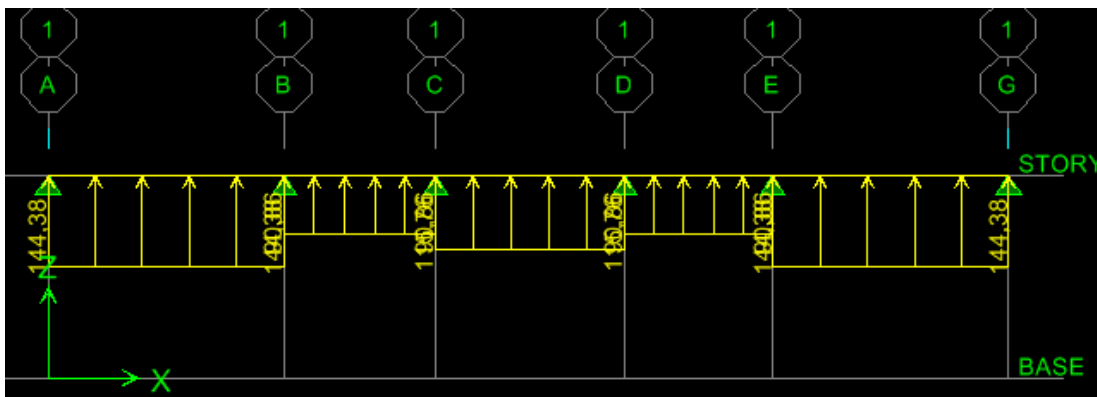 1 1 1 1 1 1
A B C D E G
STORY
144,38 144,38
Z
X
BASE